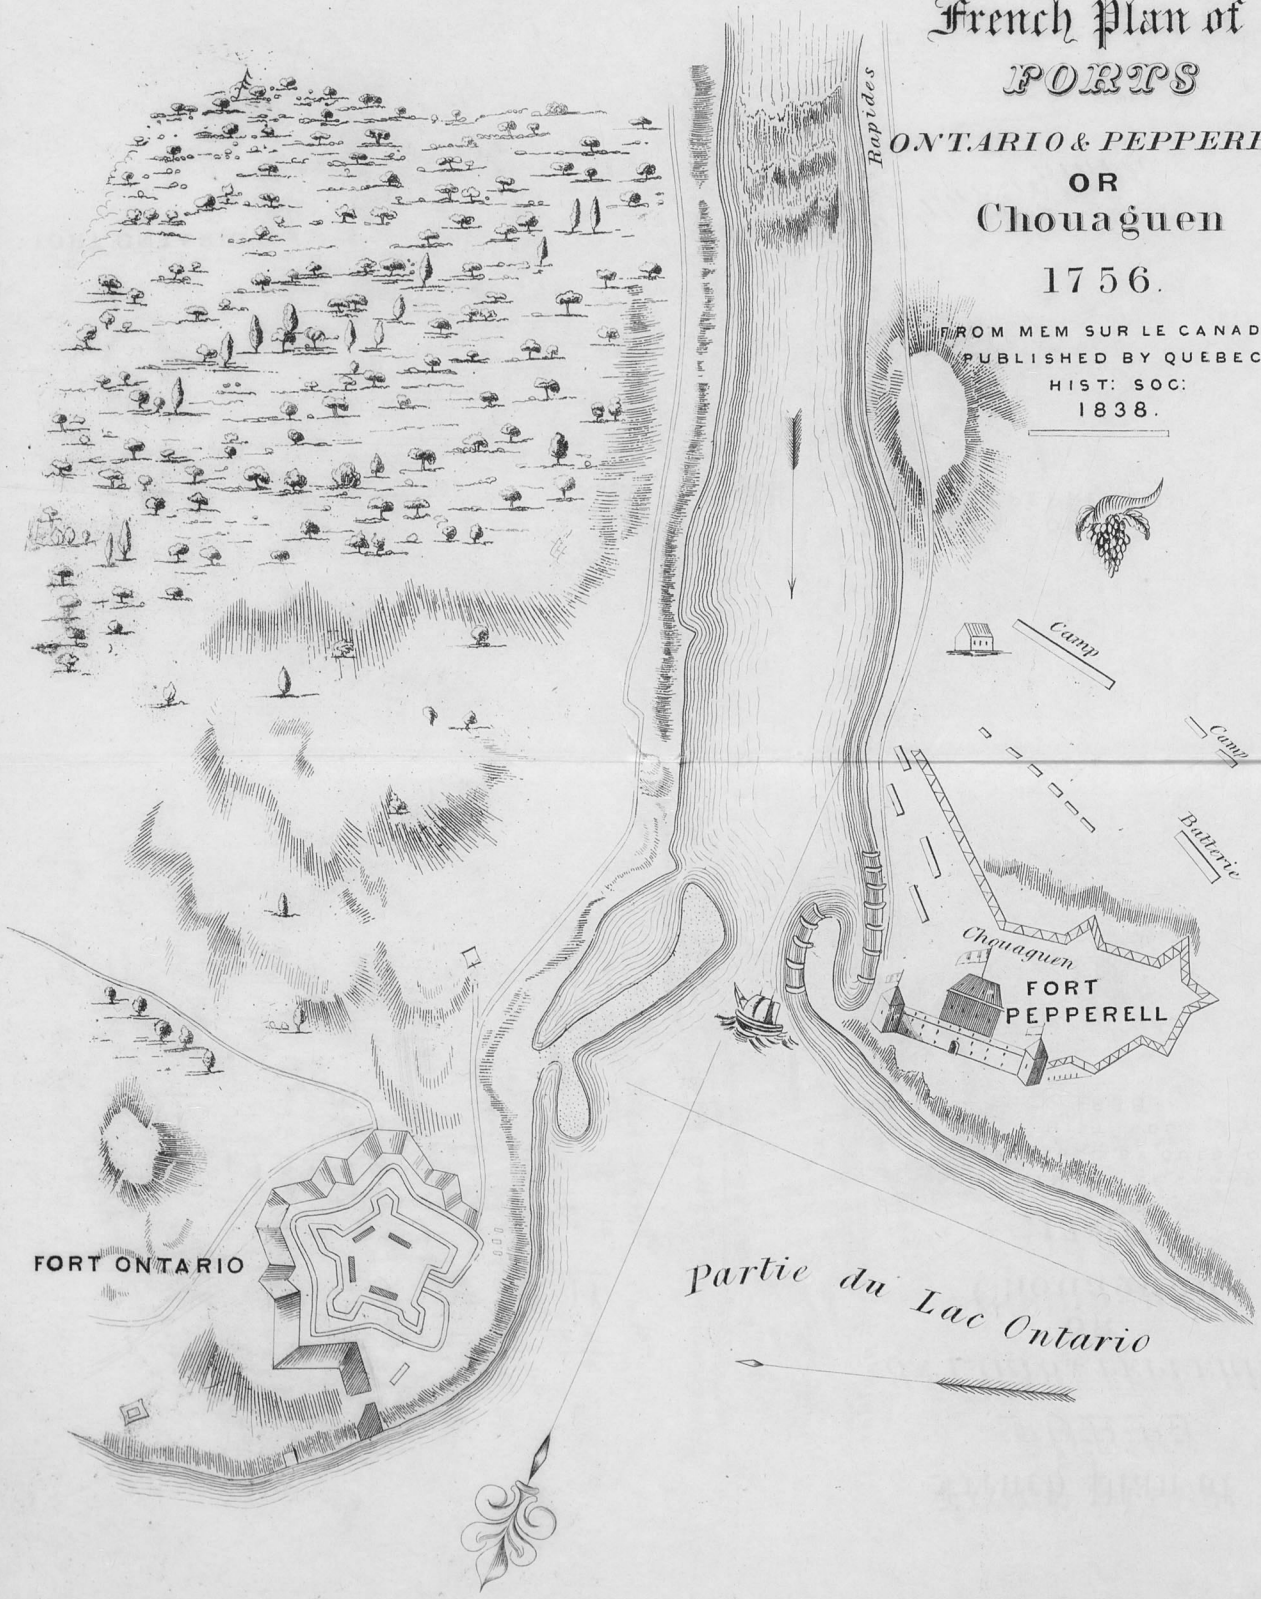 French Plan of
FORTS
ONTARIO & PEPPERE
OR
Chouaguen
1756.
FROM MEM SUR LE CANAD
PUBLISHED BY QUEBEC
HIST: SOC:
1838.
Rapides
Camp
Camp
Batterie
Chouaguen
FORT
PEPPERELL
FORT ONTARIO
Partie du Lac Ontario